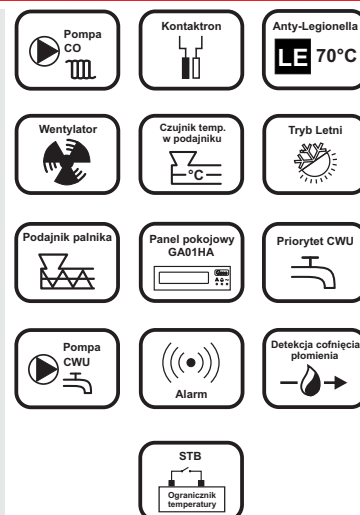 Pompa
CO
Kontaktron
Anty-Legionella
LE 70°C
Wentylator
Czujnik temp.
w podajniku
°C
Tryb Letni
Podajnik palnika
Panel pokojowy
GA01HA
Priorytet CWU
Pompa
CWU
Alarm
Detekcja cofnięcia
płomienia
STB
Ogranicznik
temperatury